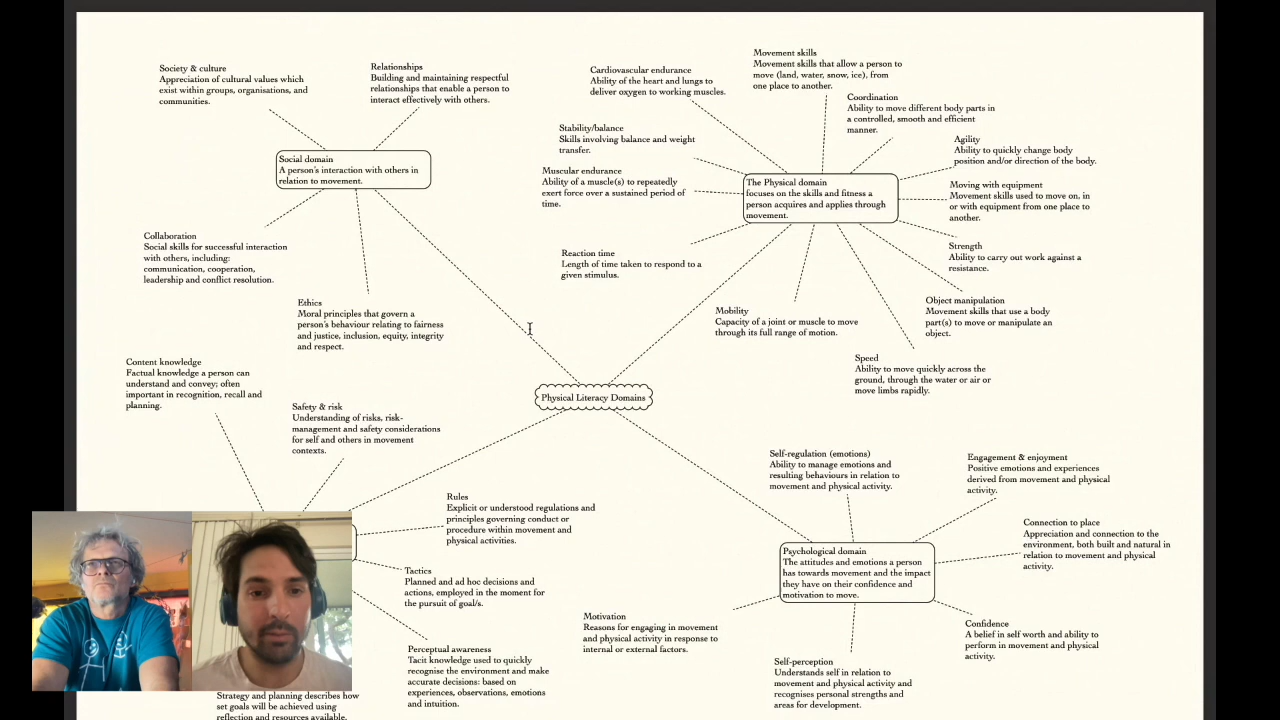 Society & culture
Appreciation of cultural values which
exist within groups, organisations, and
communities.
Relationships
Building and maintaining respectful
relationships that enable a person to
interact effectively with others.
Social domain
A person's interaction with others in
relation to movement.
Collaboration
Social skills for successful interaction
with others, including:
communication, cooperation,
leadership and conflict resolution.
Ethics
Moral principles that govern a
person's behaviour relating to fairness
and justice, inclusion, equity, integrity
and respect.
Cardiovascular endurance
Ability of the heart and lungs to
deliver oxygen to working muscles.
Movement skills
Movement skills that allow a person to
move (land, water, snow, ice), from
one place to another.
Coordination
Ability to move different body parts in
a controlled, smooth and efficient
manner.
Stability/balance
Skills involving balance and weight
transfer.
Agility
Ability to quickly change body
position and/or direction of the body.
Muscular endurance
Ability of a muscle(s) to repeatedly
exert force over a sustained period of
time.
The Physical domain
focuses on the skills and fitness a
person acquires and applies through
movement.
Moving with equipment
Movement skills used to move on, in
or with equipment from one place to
another.
Reaction time
Length of time taken to respond to a
given stimulus.
Strength
Ability to carry out work against a
resistance.
Mobility
Capacity of a joint or muscle to move
through its full range of motion.
Object manipulation
Movement skills that use a body
part(s) to move or manipulate an
object.
Speed
Ability to move quickly across the
ground, through the water or air or
move limbs rapidly.
Physical Literacy Domains
Content knowledge
Factual knowledge a person can
understand and convey; often
important in recognition, recall and
planning.
Safety & risk
Understanding of risks, risk-
management and safety considerations
for self and others in movement
contexts.
Rules
Explicit or understood regulations and
principles governing conduct or
procedure within movement and
physical activities.
Tactics
Planned and ad hoc decisions and
actions, employed in the moment for
the pursuit of goal/s.
Perceptual awareness
Tacit knowledge used to quickly
recognise the environment and make
accurate decisions: based on
experiences, observations, emotions
and intuition.
Strategy and planning describes how
set goals will be achieved using
reflection and resources available.
Self-regulation (emotions)
Ability to manage emotions and
resulting behaviours in relation to
movement and physical activity.
Engagement & enjoyment
Positive emotions and experiences
derived from movement and physical
activity.
Connection to place
Appreciation and connection to the
environment, both built and natural in
relation to movement and physical
activity.
Psychological domain
The attitudes and emotions a person
has towards movement and the impact
they have on their confidence and
motivation to move.
Motivation
Reasons for engaging in movement
and physical activity in response to
internal or external factors.
Confidence
A belief in self worth and ability to
perform in movement and physical
activity.
Self-perception
Understands self in relation to
movement and physical activity and
recognises personal strengths and
areas for development.